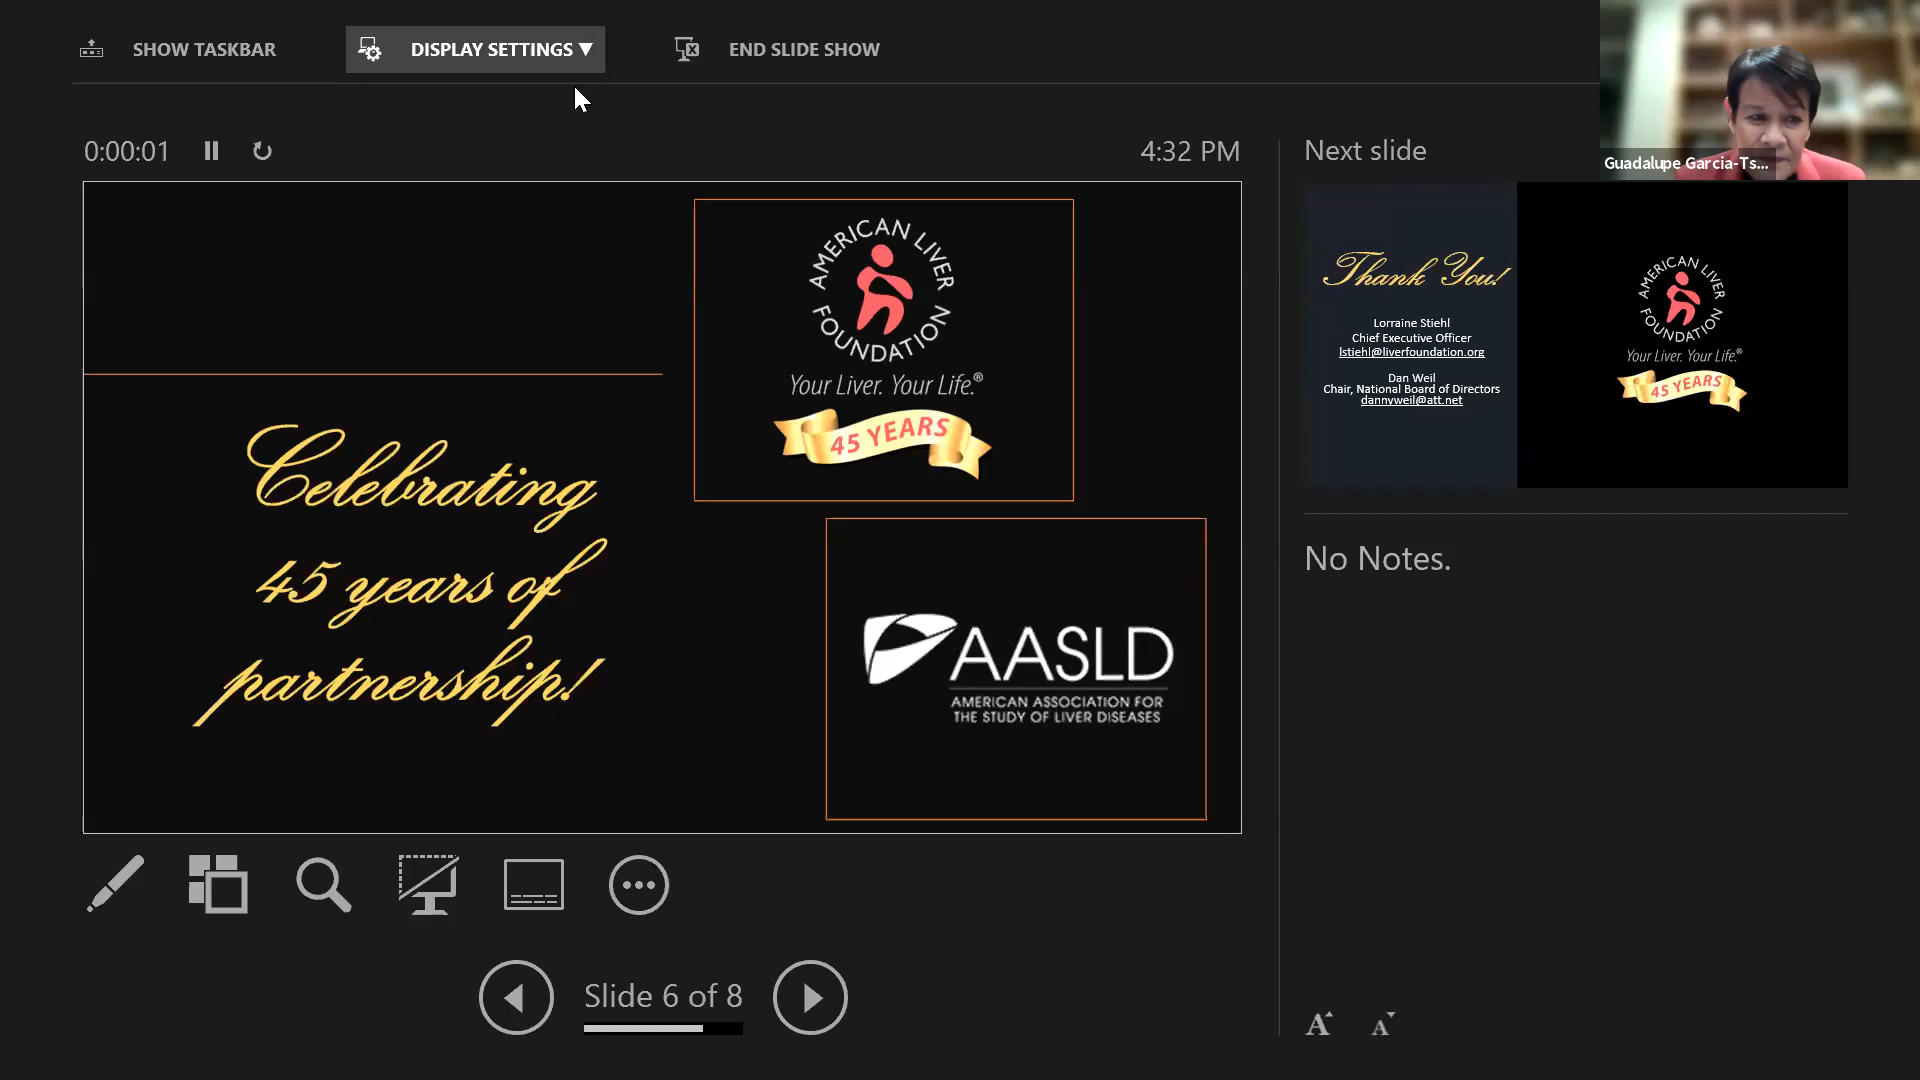 SHOW TASKBAR
DISPLAY SETTINGS ▼
END SLIDE SHOW
Guadalupe Garcia-Ts...
0:00:01
4:32 PM
Next slide
AMERICAN LIVER
FOUNDATION
Your Liver. Your Life.®
45 YEARS
Celebrating
45 years of
partnership!
AASLD
AMERICAN ASSOCIATION FOR
THE STUDY OF LIVER DISEASES
Thank You!
Lorraine Stiehl
Chief Executive Officer
lstiehl@liverfoundation.org
Dan Weil
Chair, National Board of Directors
dannyweil@att.net
AMERICAN LIVER
FOUNDATION
Your Liver. Your Life.®
45 YEARS
No Notes.
Slide 6 of 8
A
A